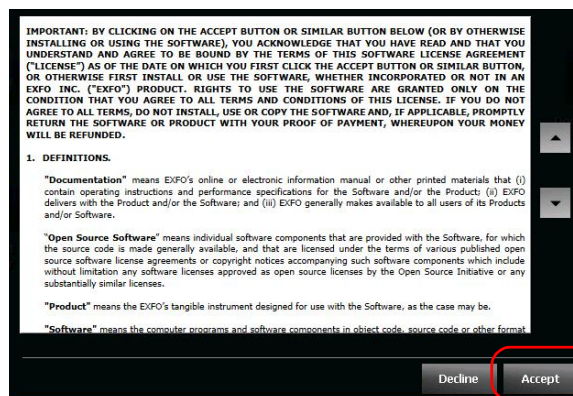 IMPORTANT: BY CLICKING ON THE ACCEPT BUTTON OR SIMILAR BUTTON BELOW (OR BY OTHERWISE
INSTALLING OR USING THE SOFTWARE), YOU ACKNOWLEDGE THAT YOU HAVE READ AND THAT YOU
UNDERSTAND AND AGREE TO BE BOUND BY THE TERMS OF THIS SOFTWARE LICENSE AGREEMENT
("LICENSE") AS OF THE DATE ON WHICH YOU FIRST CLICK THE ACCEPT BUTTON OR SIMILAR BUTTON,
OR OTHERWISE FIRST INSTALL OR USE THE SOFTWARE, WHETHER INCORPORATED OR NOT IN AN
EXFO INC. ("EXFO") PRODUCT. RIGHTS TO USE THE SOFTWARE ARE GRANTED ONLY ON THE
CONDITION THAT YOU AGREE TO ALL TERMS AND CONDITIONS OF THIS LICENSE. IF YOU DO NOT
AGREE TO ALL TERMS, DO NOT INSTALL, USE OR COPY THE SOFTWARE AND, IF APPLICABLE, PROMPTLY
RETURN THE SOFTWARE OR PRODUCT WITH YOUR PROOF OF PAYMENT, WHEREUPON YOUR MONEY
WILL BE REFUNDED.
1. DEFINITIONS.
"Documentation" means EXFO's online or electronic information manual or other printed materials that (i)
contain operating instructions and performance specifications for the Software and/or the Product; (ii) EXFO
delivers with the Product and/or the Software; and (iii) EXFO generally makes available to all users of its Products
and/or Software.
"Open Source Software" means individual software components that are provided with the Software, for which
the source code is made generally available, and that are licensed under the terms of various published open
source software license agreements or copyright notices accompanying such software components which include
without limitation any software licenses approved as open source licenses by the Open Source Initiative or any
substantially similar licenses.
"Product" means the EXFO's tangible instrument designed for use with the Software, as the case may be.
"Software" means the computer programs and software components in object code, source code or other format
Decline
Accept